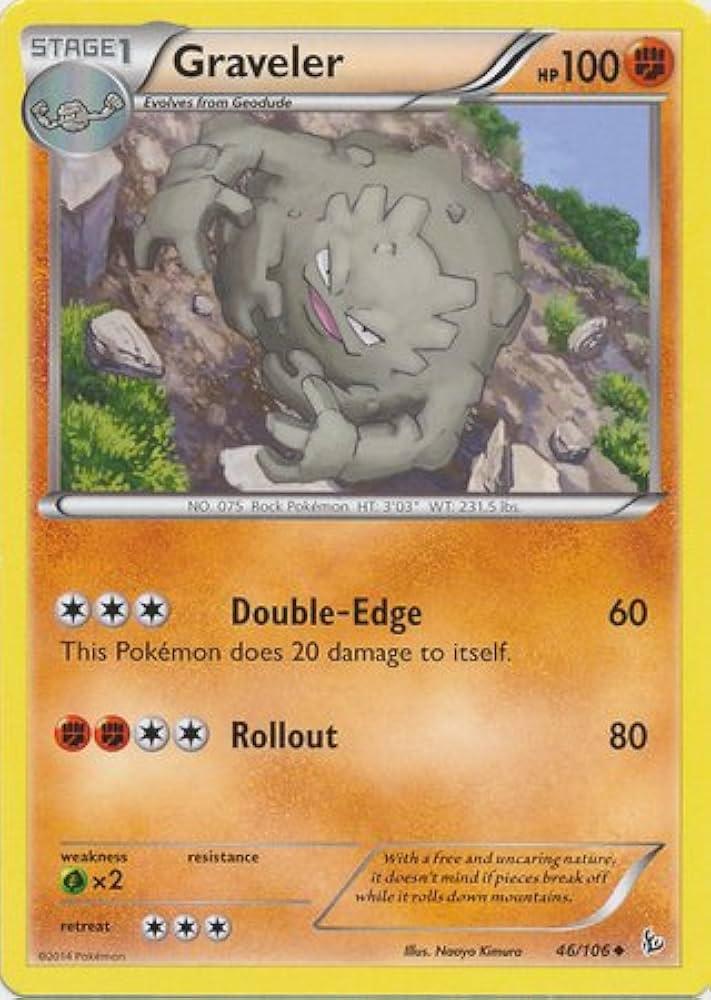 STAGE1
Graveler
HP100
Evolves from Geodude
NO. 075 Rock Pokémon HT: 3'03" WT: 231.5 lbs.
Double-Edge 60
This Pokémon does 20 damage to itself.
Rollout 80
weakness resistance
×2
With a free and uncaring nature,
it doesn't mind if pieces break off
while it rolls down mountains.
retreat
©2014 Pokémon
Illus. Naoyo Kimura
46/106